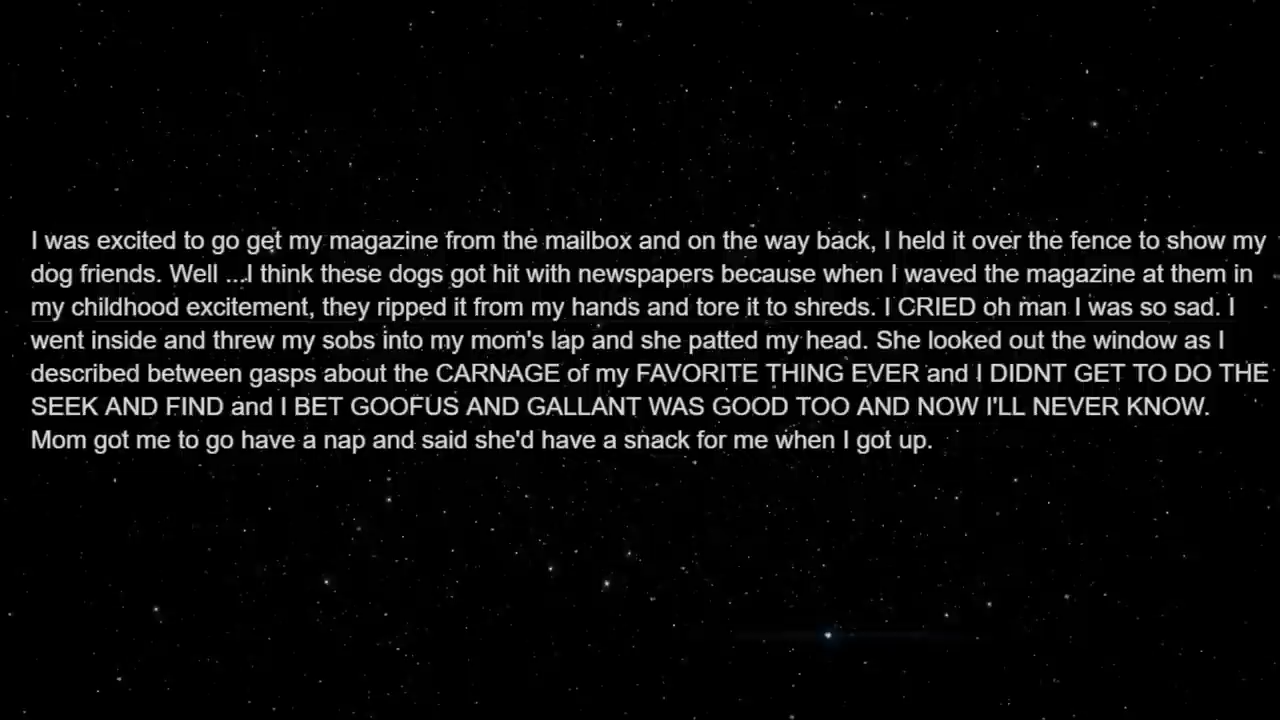 I was excited to go get my magazine from the mailbox and on the way back, I held it over the fence to show my
dog friends. Well ...I think these dogs got hit with newspapers because when I waved the magazine at them in
my childhood excitement, they ripped it from my hands and tore it to shreds. I CRIED oh man I was so sad. I
went inside and threw my sobs into my mom's lap and she patted my head. She looked out the window as I
described between gasps about the CARNAGE of my FAVORITE THING EVER and I DIDNT GET TO DO THE
SEEK AND FIND and I BET GOOFUS AND GALLANT WAS GOOD TOO AND NOW I'LL NEVER KNOW.
Mom got me to go have a nap and said she'd have a snack for me when I got up.